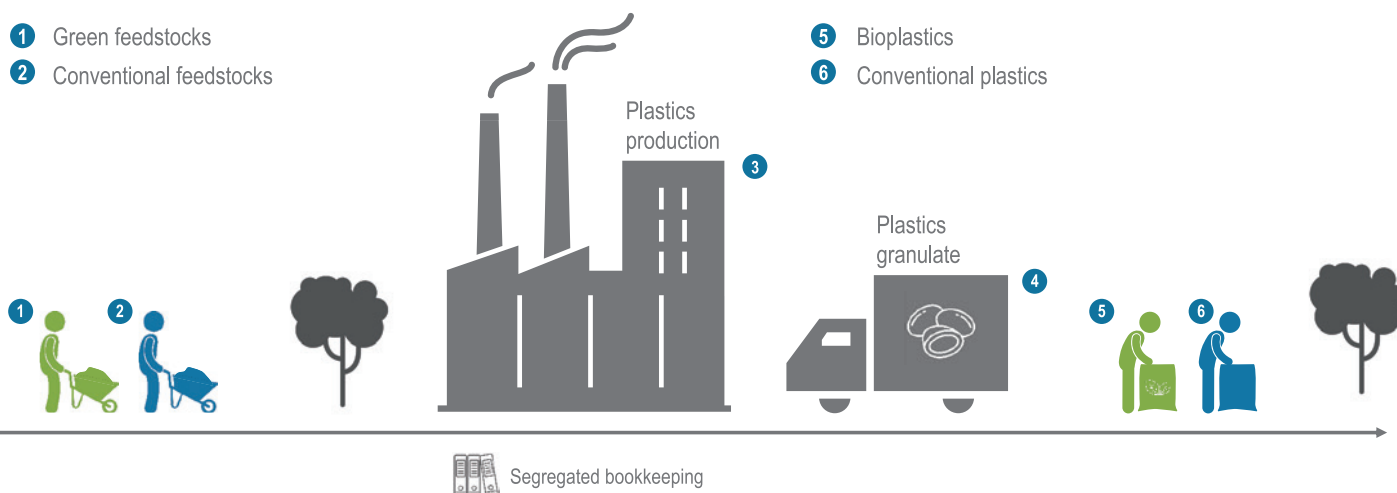 1 Green feedstocks
2 Conventional feedstocks
5 Bioplastics
6 Conventional plastics
Plastics
production
3
Plastics
granulate
4
1
2
5
6
Segregated bookkeeping